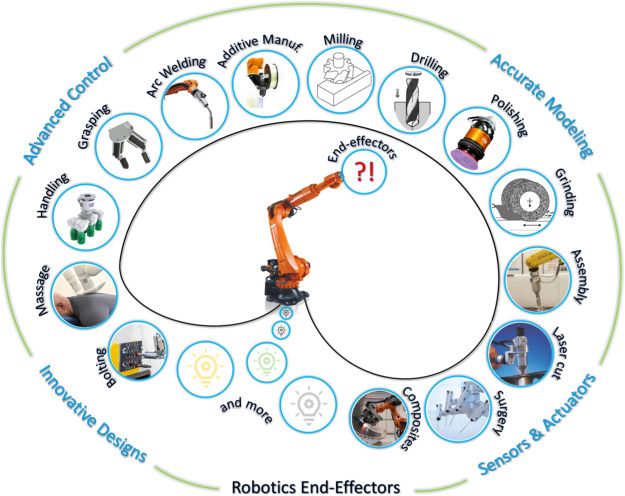 Advanced Control
Accurate Modeling
Innovative Designs
Sensors & Actuators
Massage
Handling
Grasping
Arc Welding
Additive Manuf.
Milling
Drilling
Polishing
Grinding
Assembly
Laser cut
Surgery
Composites
and more
Bolting
End-effectors
?!
Robotics End-Effectors